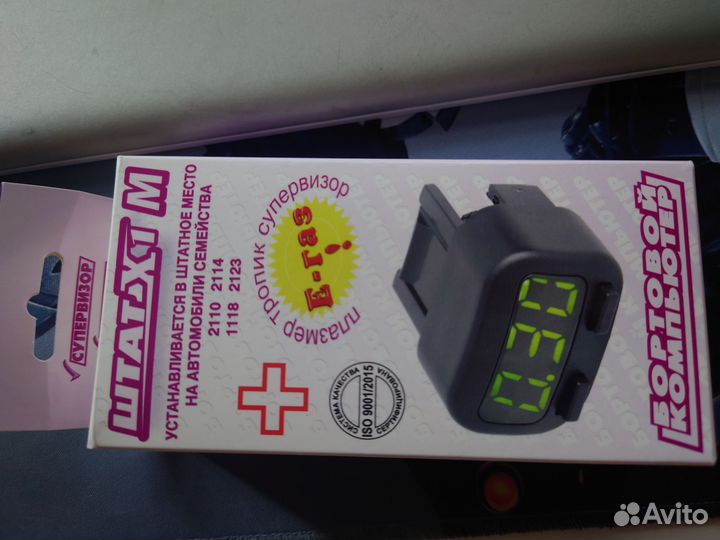 СУПЕРВИЗОР
ШТАТ-ХТ М
УСТАНАВЛИВАЕТСЯ В ШТАТНОЕ МЕСТО
НА АВТОМОБИЛИ СЕМЕЙСТВА
2110 2114
1118 2123
плазмер тропик супервизор
Е-газ!
СИСТЕМА КАЧЕСТВА
ISO 9001/2015
СЕРТИФИЦИРОВАНА
БОРТОВОЙ
КОМПЬЮТЕР
Avito